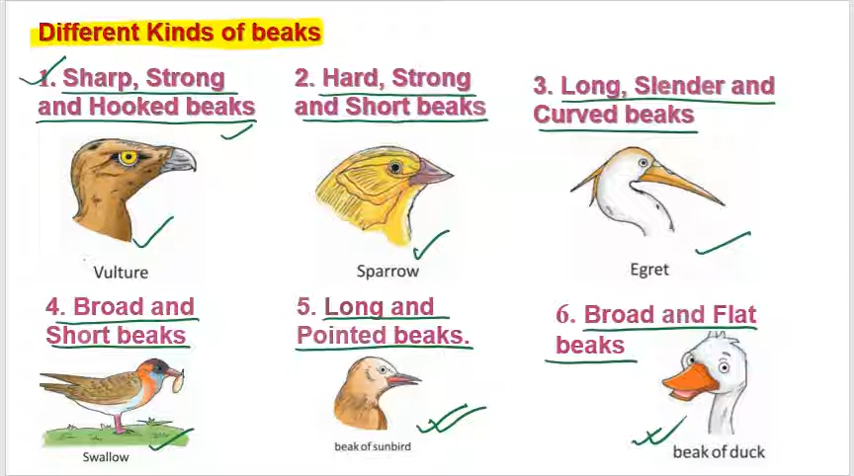 Different Kinds of beaks
1. Sharp, Strong
and Hooked beaks
2. Hard, Strong
and Short beaks
3. Long, Slender and
Curved beaks
Vulture
Sparrow
Egret
4. Broad and
Short beaks
5. Long and
Pointed beaks.
6. Broad and Flat
beaks
Swallow
beak of sunbird
beak of duck